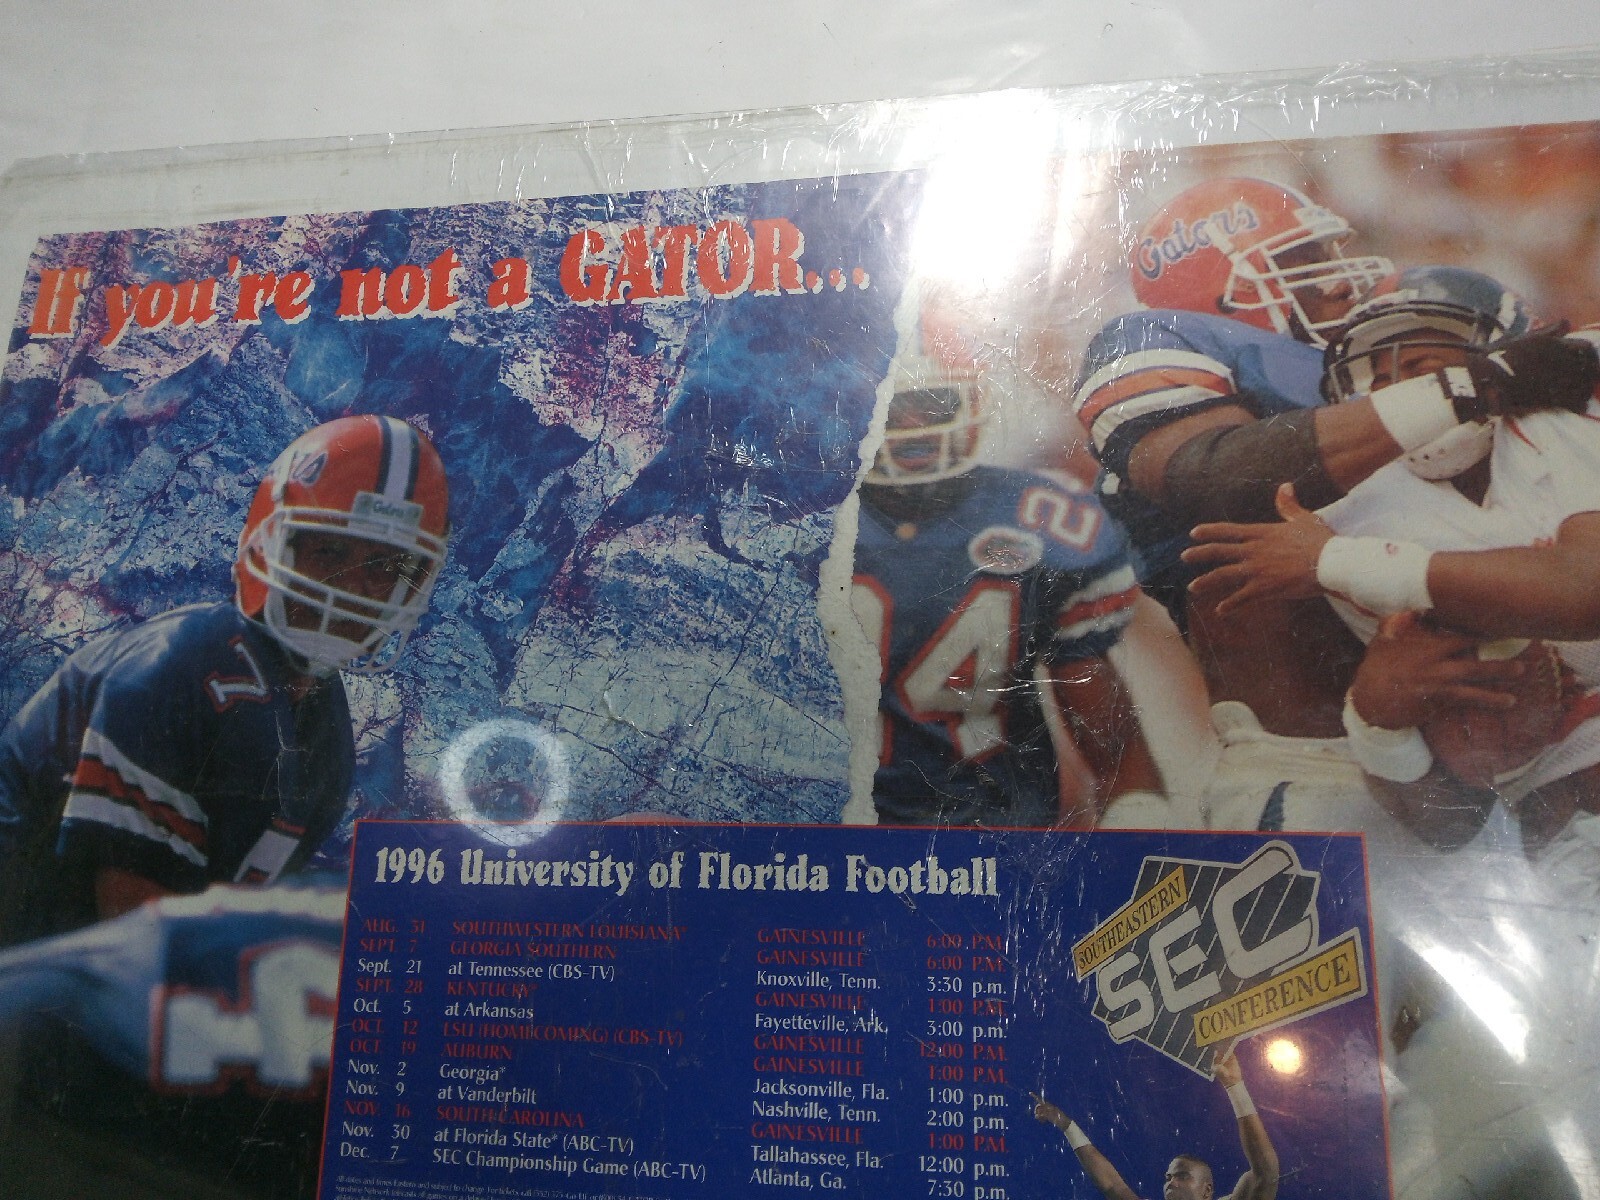 If you're not a GATOR...
Gators
Gators
24
1996 University of Florida Football
AUG. 31 SOUTHWESTERN LOUISIANA* GAINESVILLE 6:00 P.M.
SEPT. 7 GEORGIA SOUTHERN GAINESVILLE 6:00 P.M.
Sept. 21 at Tennessee (CBS-TV) Knoxville, Tenn. 3:30 p.m.
SEPT. 28 KENTUCKY* GAINESVILLE 1:00 P.M.
Oct. 5 at Arkansas Fayetteville, Ark. 3:00 p.m.
OCT. 12 LSU (HOMECOMING) (CBS-TV) GAINESVILLE 12:00 P.M.
OCT. 19 AUBURN GAINESVILLE 1:00 P.M.
Nov. 2 Georgia* Jacksonville, Fla. 1:00 p.m.
Nov. 9 at Vanderbilt Nashville, Tenn. 2:00 p.m.
NOV. 16 SOUTH CAROLINA GAINESVILLE 1:00 P.M.
Nov. 30 at Florida State* (ABC-TV) Tallahassee, Fla. 12:00 p.m.
Dec. 7 SEC Championship Game (ABC-TV) Atlanta, Ga. 7:30 p.m.
SOUTHEASTERN
SEC
CONFERENCE